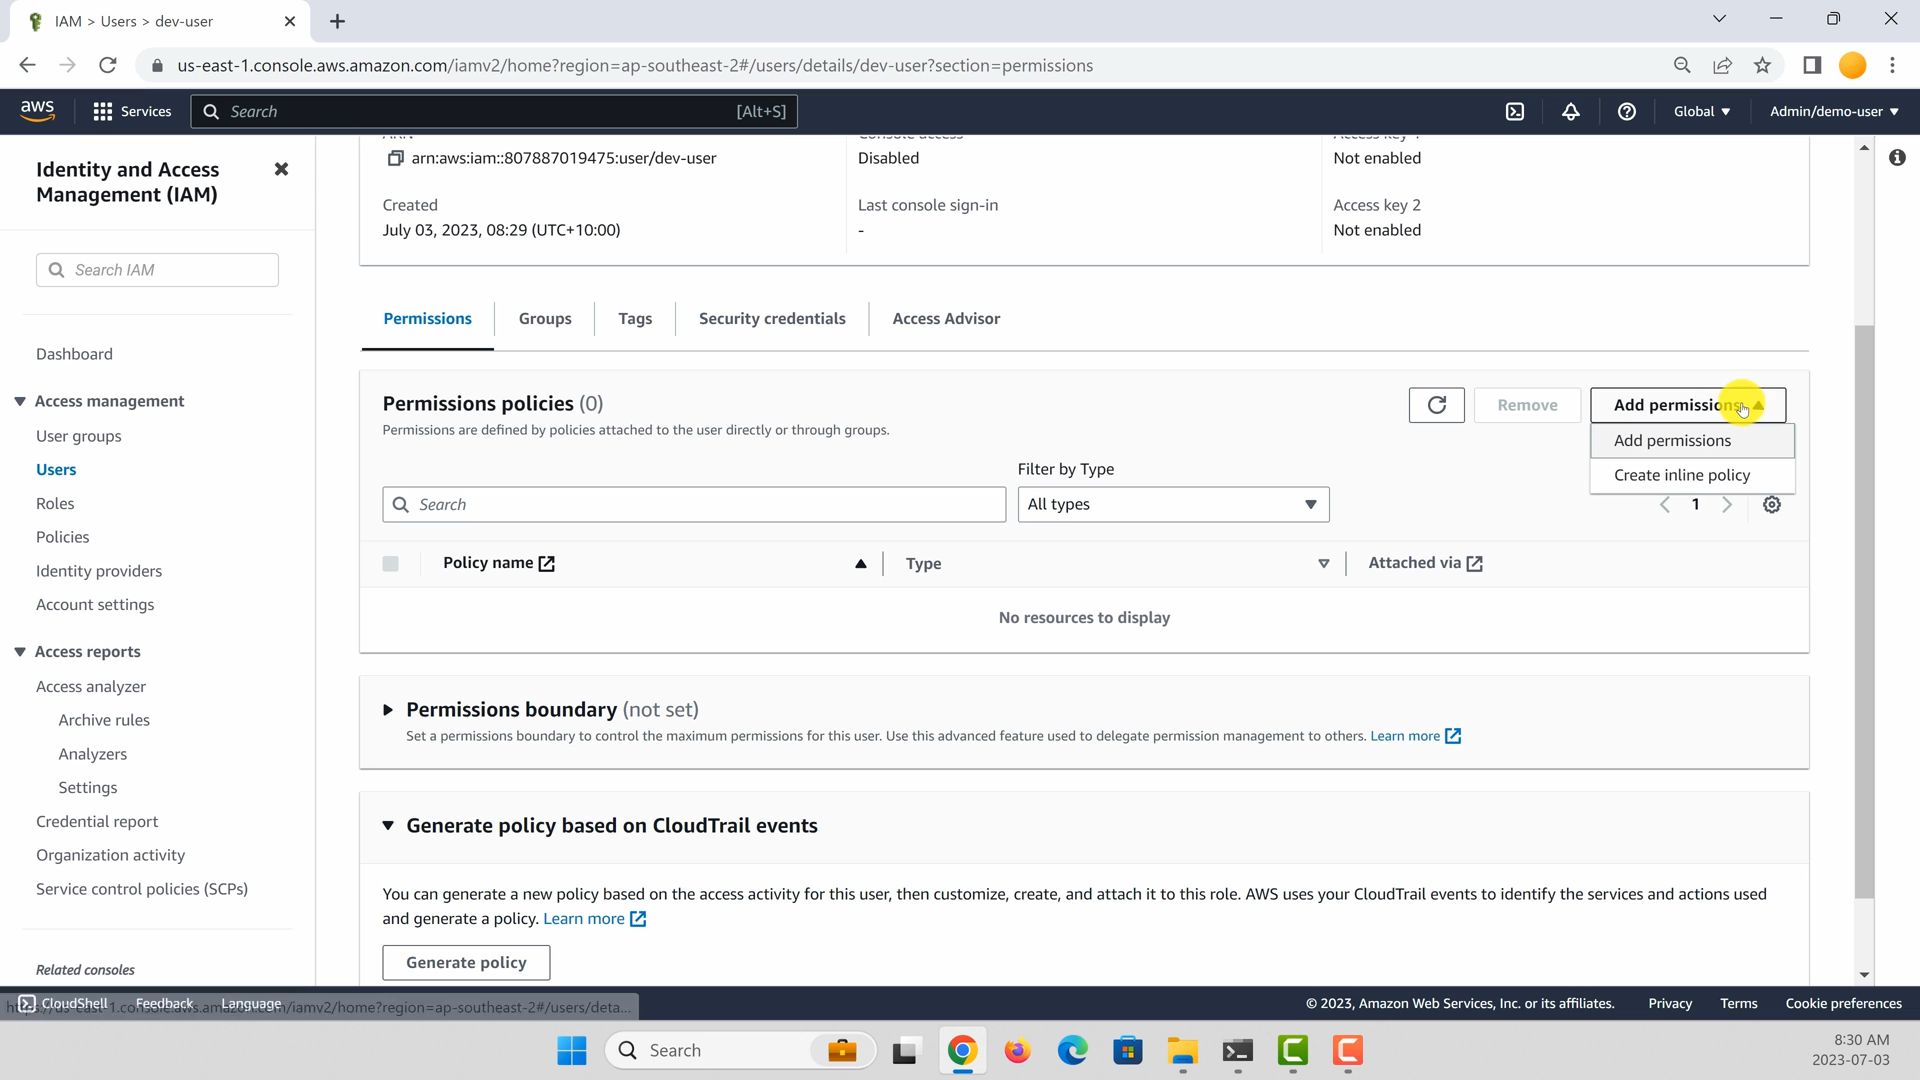 IAM > Users > dev-user
us-east-1.console.aws.amazon.com/iamv2/home?region=ap-southeast-2#/users/details/dev-user?section=permissions
aws
Services
Search
[Alt+S]
Global
Admin/demo-user
Identity and Access
Management (IAM)
Search IAM
Dashboard
Access management
User groups
Users
Roles
Policies
Identity providers
Account settings
Access reports
Access analyzer
Archive rules
Analyzers
Settings
Credential report
Organization activity
Service control policies (SCPs)
Related consoles
ARN
arn:aws:iam::807887019475:user/dev-user
Console access
Disabled
Access key 1
Not enabled
Created
July 03, 2023, 08:29 (UTC+10:00)
Last console sign-in
-
Access key 2
Not enabled
Permissions
Groups
Tags
Security credentials
Access Advisor
Permissions policies (0)
Permissions are defined by policies attached to the user directly or through groups.
Remove
Add permissions
Add permissions
Create inline policy
Filter by Type
Search
All types
1
Policy name
Type
Attached via
No resources to display
Permissions boundary (not set)
Set a permissions boundary to control the maximum permissions for this user. Use this advanced feature used to delegate permission management to others. Learn more
Generate policy based on CloudTrail events
You can generate a new policy based on the access activity for this user, then customize, create, and attach it to this role. AWS uses your CloudTrail events to identify the services and actions used
and generate a policy. Learn more
Generate policy
CloudShell
Feedback
Language
https://us-east-1.console.aws.amazon.com/iamv2/home?region=ap-southeast-2#/users/deta...
© 2023, Amazon Web Services, Inc. or its affiliates.
Privacy
Terms
Cookie preferences
Search
8:30 AM
2023-07-03